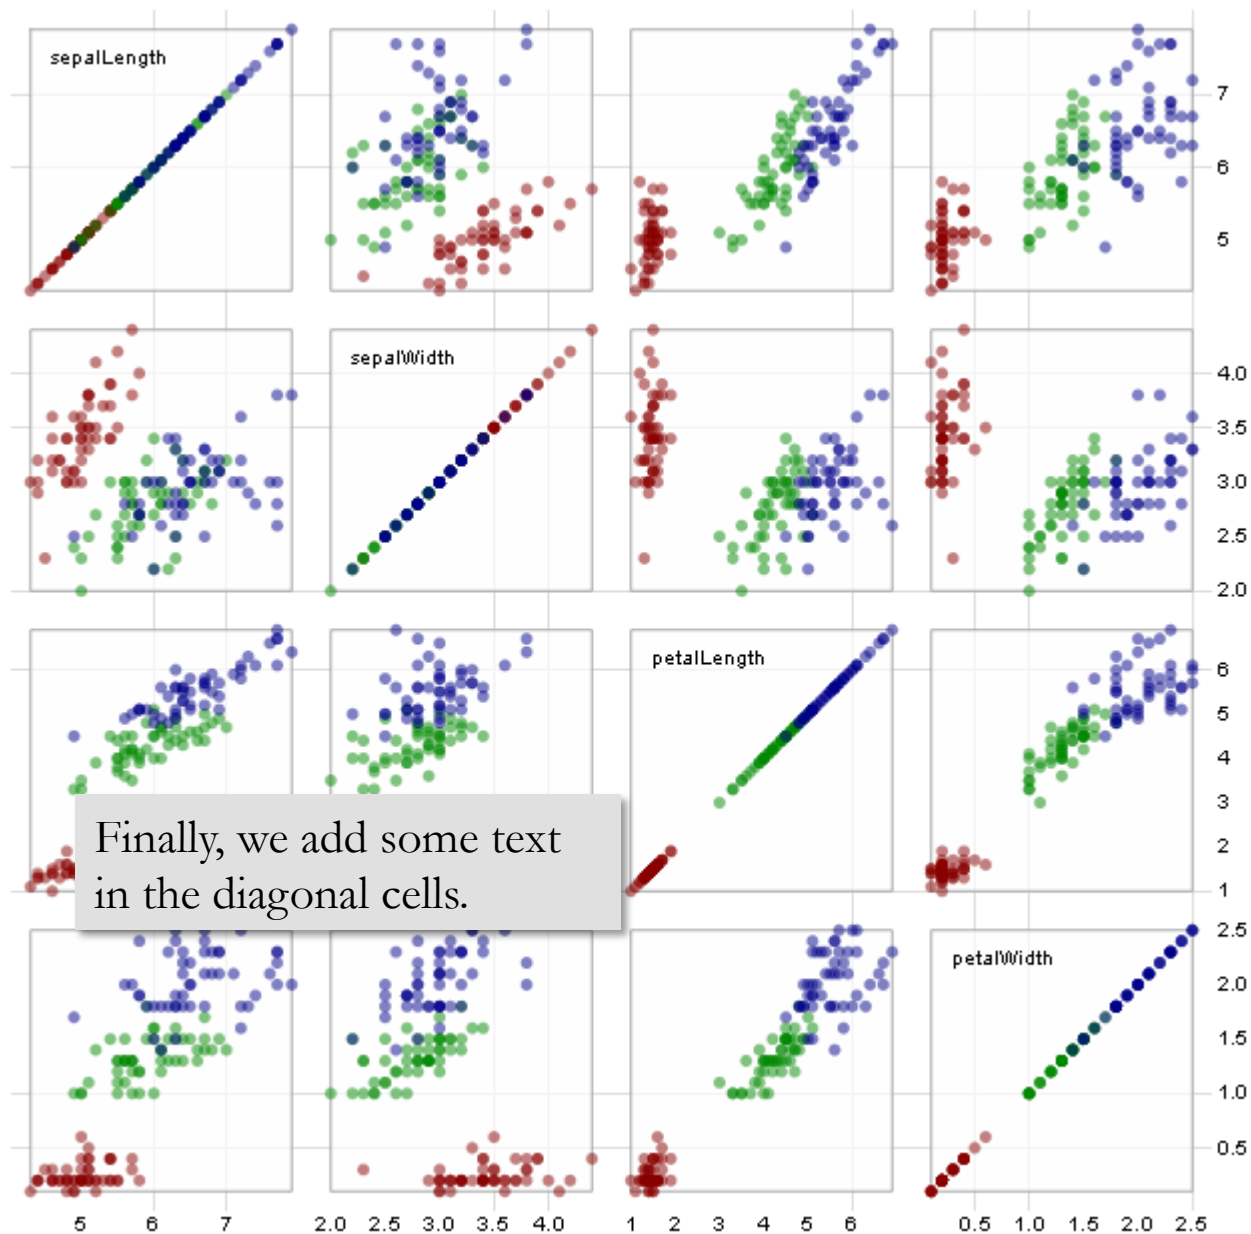 sepalLength
7
6
5
sepalWidth
4.0
3.5
3.0
2.5
2.0
petalLength
6
5
4
3
2
1
Finally, we add some text
in the diagonal cells.
petalWidth
2.5
2.0
1.5
1.0
0.5
5 6 7 2.0 2.5 3.0 3.5 4.0 1 2 3 4 5 6 0.5 1.0 1.5 2.0 2.5